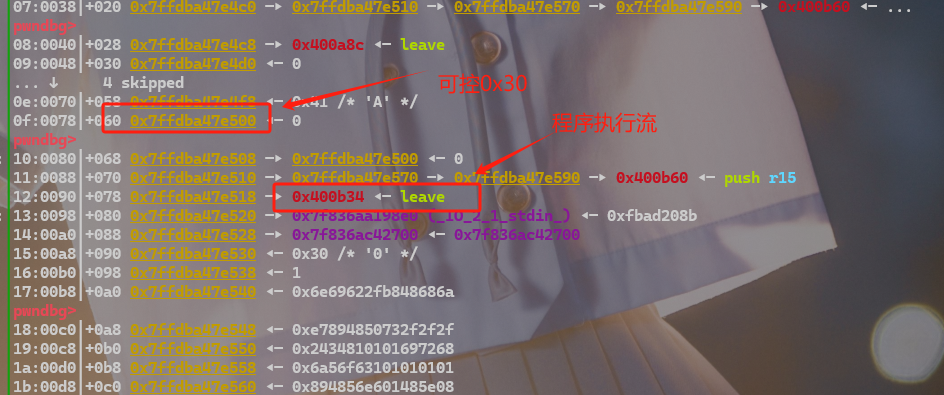 07:0038│+020 0x7ffdba47e4c0 —▸ 0x7ffdba47e510 —▸ 0x7ffdba47e570 —▸ 0x7ffdba47e590 —▸ 0x400b60 ◂— ...
pwndbg>
08:0040│+028 0x7ffdba47e4c8 —▸ 0x400a8c ◂— leave
09:0048│+030 0x7ffdba47e4d0 ◂— 0
... ↓ 4 skipped
可控0x30
0e:0070│+058 0x7ffdba47e4f8 ◂— 0x41 /* 'A' */
0f:0078│+060 0x7ffdba47e500 ◂— 0
程序执行流
pwndbg>
10:0080│+068 0x7ffdba47e508 —▸ 0x7ffdba47e500 ◂— 0
11:0088│+070 0x7ffdba47e510 —▸ 0x7ffdba47e570 —▸ 0x7ffdba47e590 —▸ 0x400b60 ◂— push r15
12:0090│+078 0x7ffdba47e518 —▸ 0x400b34 ◂— leave
13:0098│+080 0x7ffdba47e520 —▸ 0x7f836aa198e0 (_IO_2_1_stdin_) ◂— 0xfbad208b
14:00a0│+088 0x7ffdba47e528 —▸ 0x7f836ac42700 ◂— 0x7f836ac42700
15:00a8│+090 0x7ffdba47e530 ◂— 0x30 /* '0' */
16:00b0│+098 0x7ffdba47e538 ◂— 1
17:00b8│+0a0 0x7ffdba47e540 ◂— 0x6e69622fb848686a
pwndbg>
18:00c0│+0a8 0x7ffdba47e548 ◂— 0xe7894850732f2f2f
19:00c8│+0b0 0x7ffdba47e550 ◂— 0x2434810101697268
1a:00d0│+0b8 0x7ffdba47e558 ◂— 0x6a56f63101010101
1b:00d8│+0c0 0x7ffdba47e560 ◂— 0x894856e601485e08